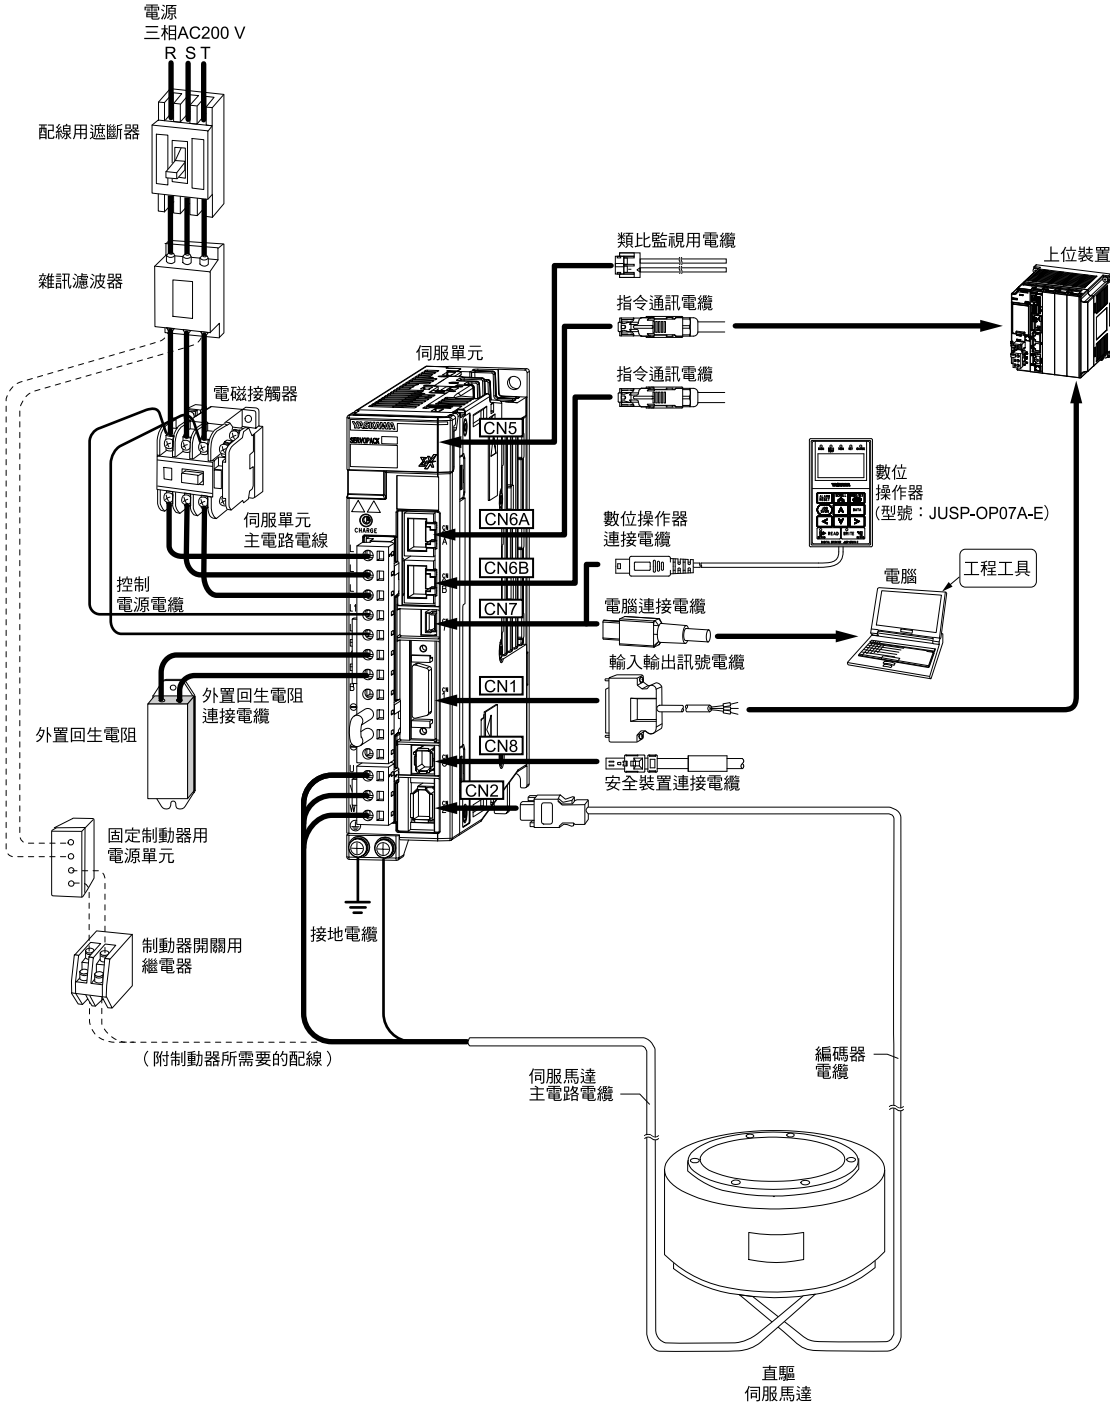 電源
三相AC200 V
R S T
配線用遮斷器
雜訊濾波器
電磁接觸器
伺服單元
主電路電線
控制
電源電纜
外置回生電阻
連接電纜
外置回生電阻
固定制動器用
電源單元
制動器開關用
繼電器
(附制動器所需要的配線)
接地電纜
伺服單元
YASKAWA
SERVOPACK
CHARGE
CN5
CN6A
CN6B
CN7
CN1
CN8
CN2
類比監視用電纜
指令通訊電纜
指令通訊電纜
上位裝置
數位操作器
連接電纜
數位
操作器
(型號:JUSP-OP07A-E)
DATA
READ
WRITE
電腦
工程工具
電腦連接電纜
輸入輸出訊號電纜
安全裝置連接電纜
編碼器
電纜
伺服馬達
主電路電纜
直驅
伺服馬達